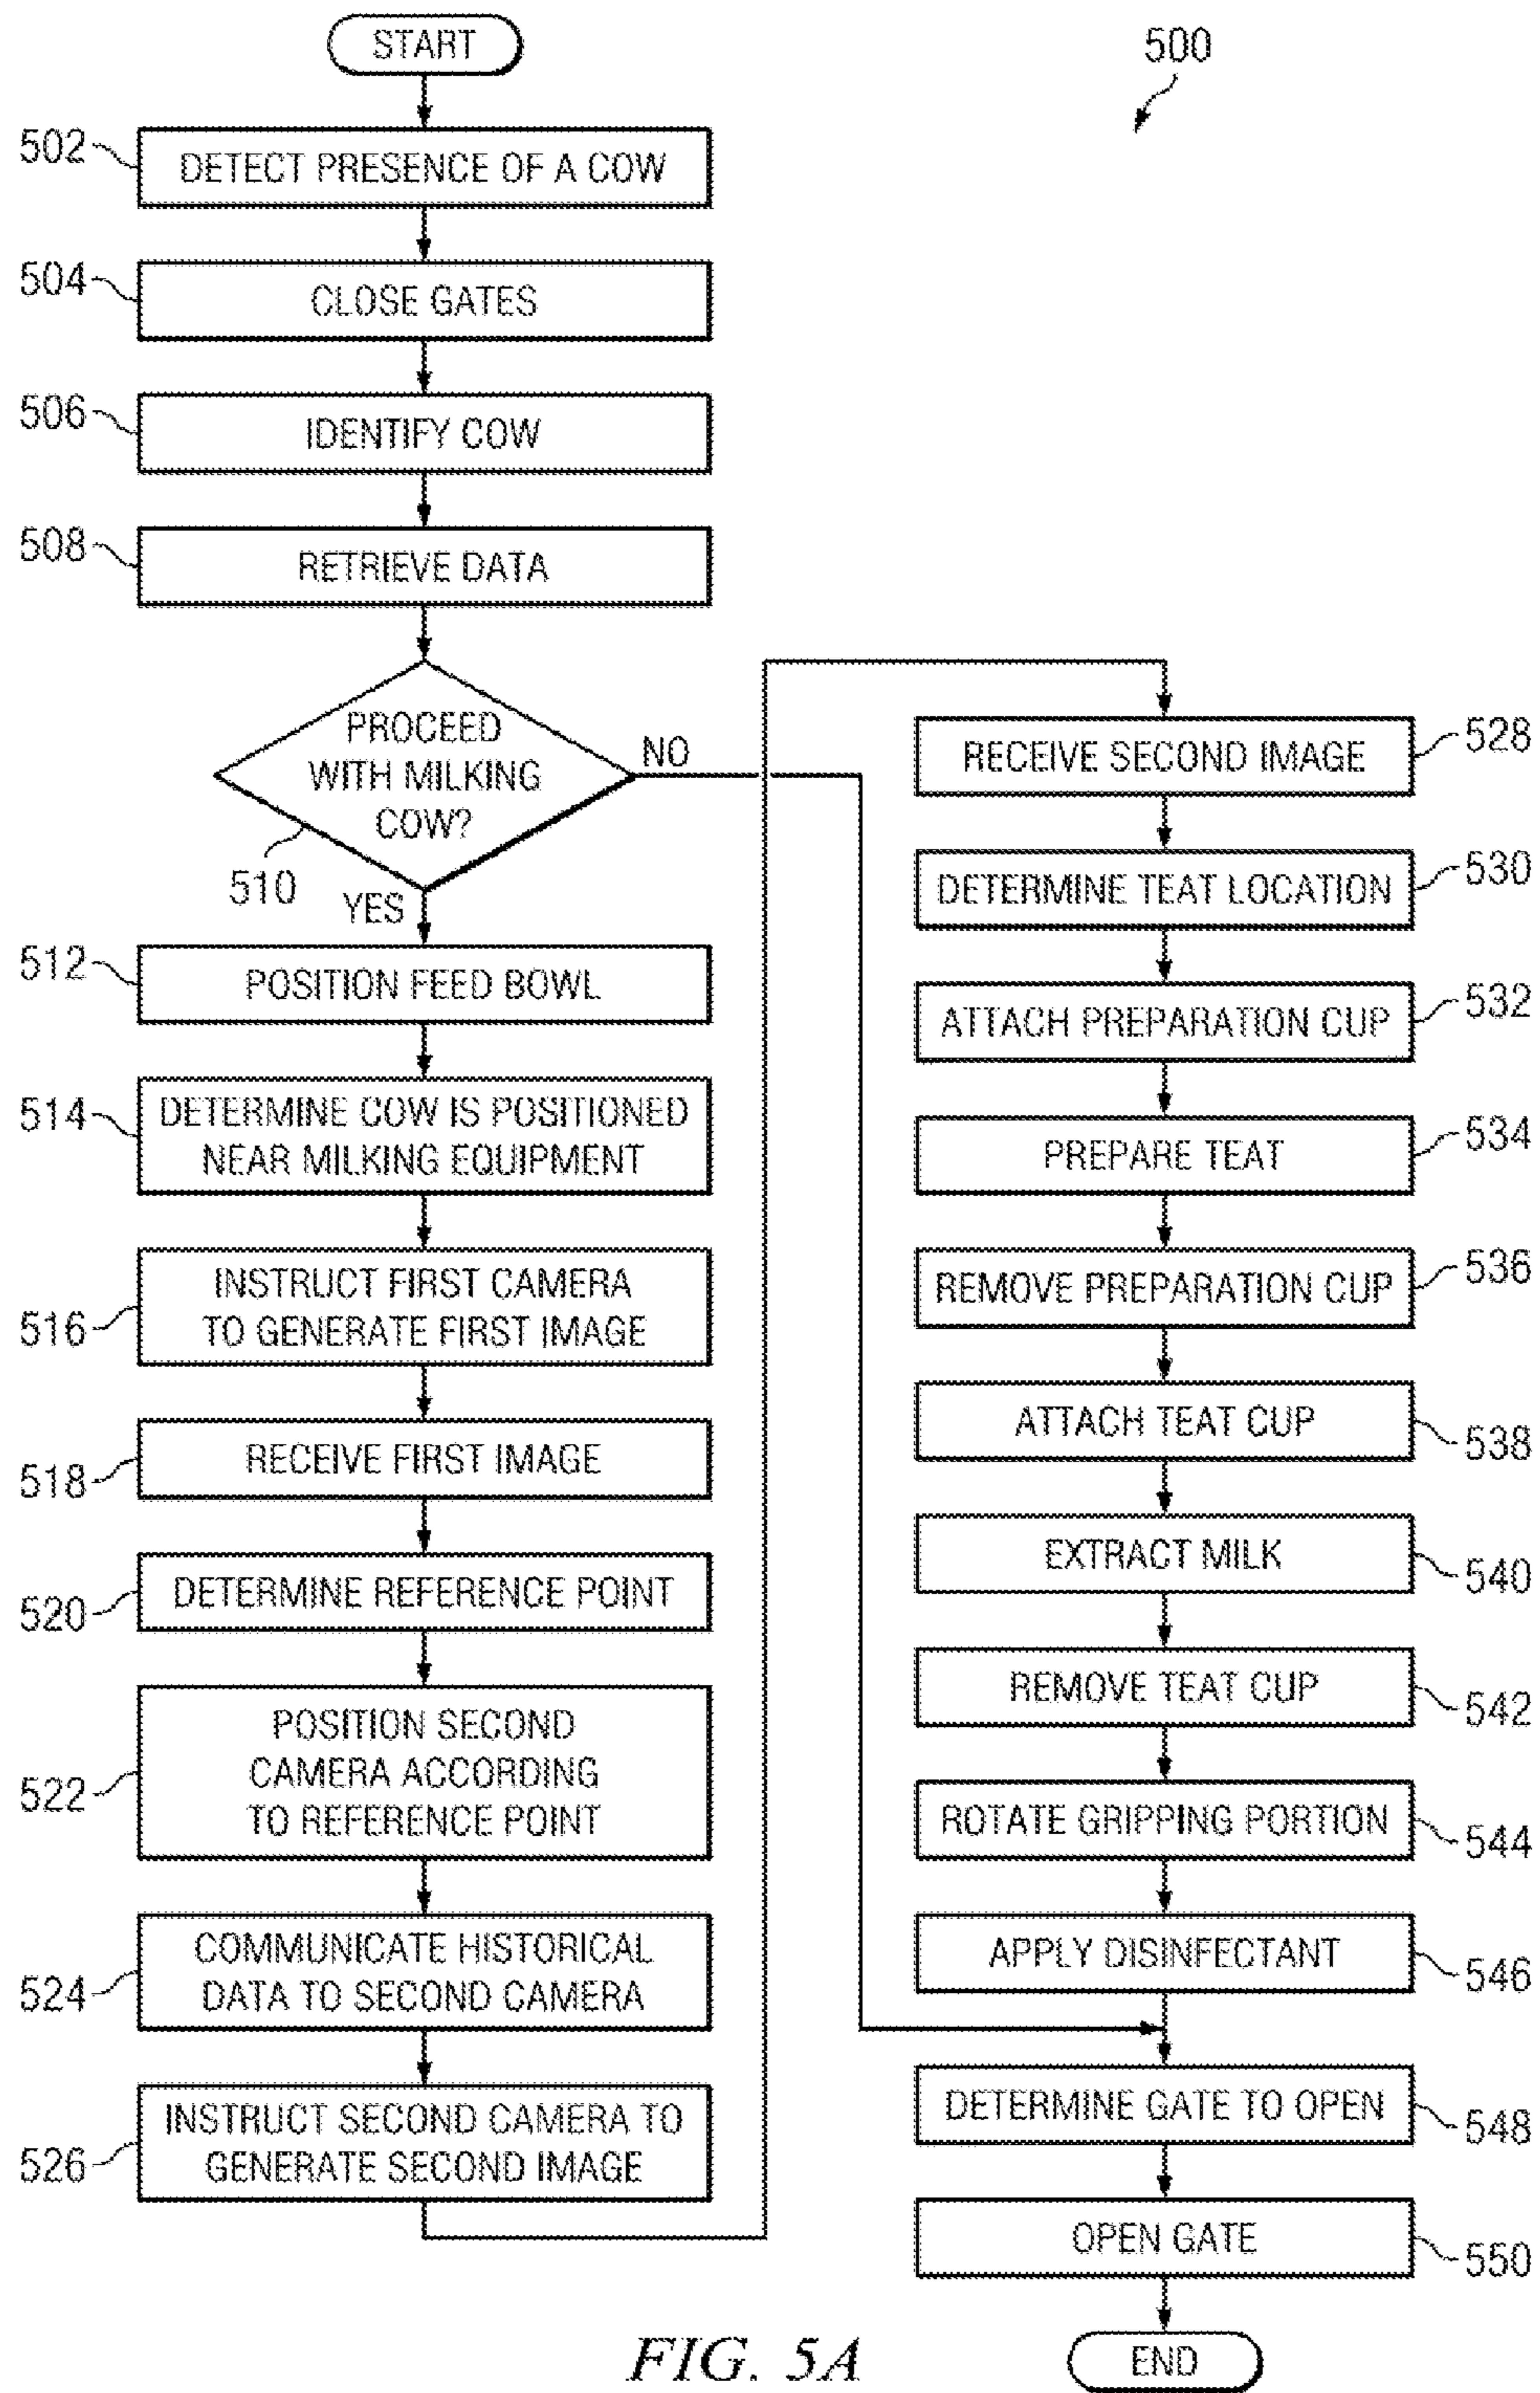 START
500
502
DETECT PRESENCE OF A COW
504
CLOSE GATES
506
IDENTIFY COW
508
RETRIEVE DATA
PROCEED
WITH MILKING
COW?
NO
510
YES
512
POSITION FEED BOWL
514
DETERMINE COW IS POSITIONED
NEAR MILKING EQUIPMENT
516
INSTRUCT FIRST CAMERA
TO GENERATE FIRST IMAGE
518
RECEIVE FIRST IMAGE
520
DETERMINE REFERENCE POINT
522
POSITION SECOND
CAMERA ACCORDING
TO REFERENCE POINT
524
COMMUNICATE HISTORICAL
DATA TO SECOND CAMERA
526
INSTRUCT SECOND CAMERA TO
GENERATE SECOND IMAGE
RECEIVE SECOND IMAGE
528
DETERMINE TEAT LOCATION
530
ATTACH PREPARATION CUP
532
PREPARE TEAT
534
REMOVE PREPARATION CUP
536
ATTACH TEAT CUP
538
EXTRACT MILK
540
REMOVE TEAT CUP
542
ROTATE GRIPPING PORTION
544
APPLY DISINFECTANT
546
DETERMINE GATE TO OPEN
548
OPEN GATE
550
END
FIG. 5A